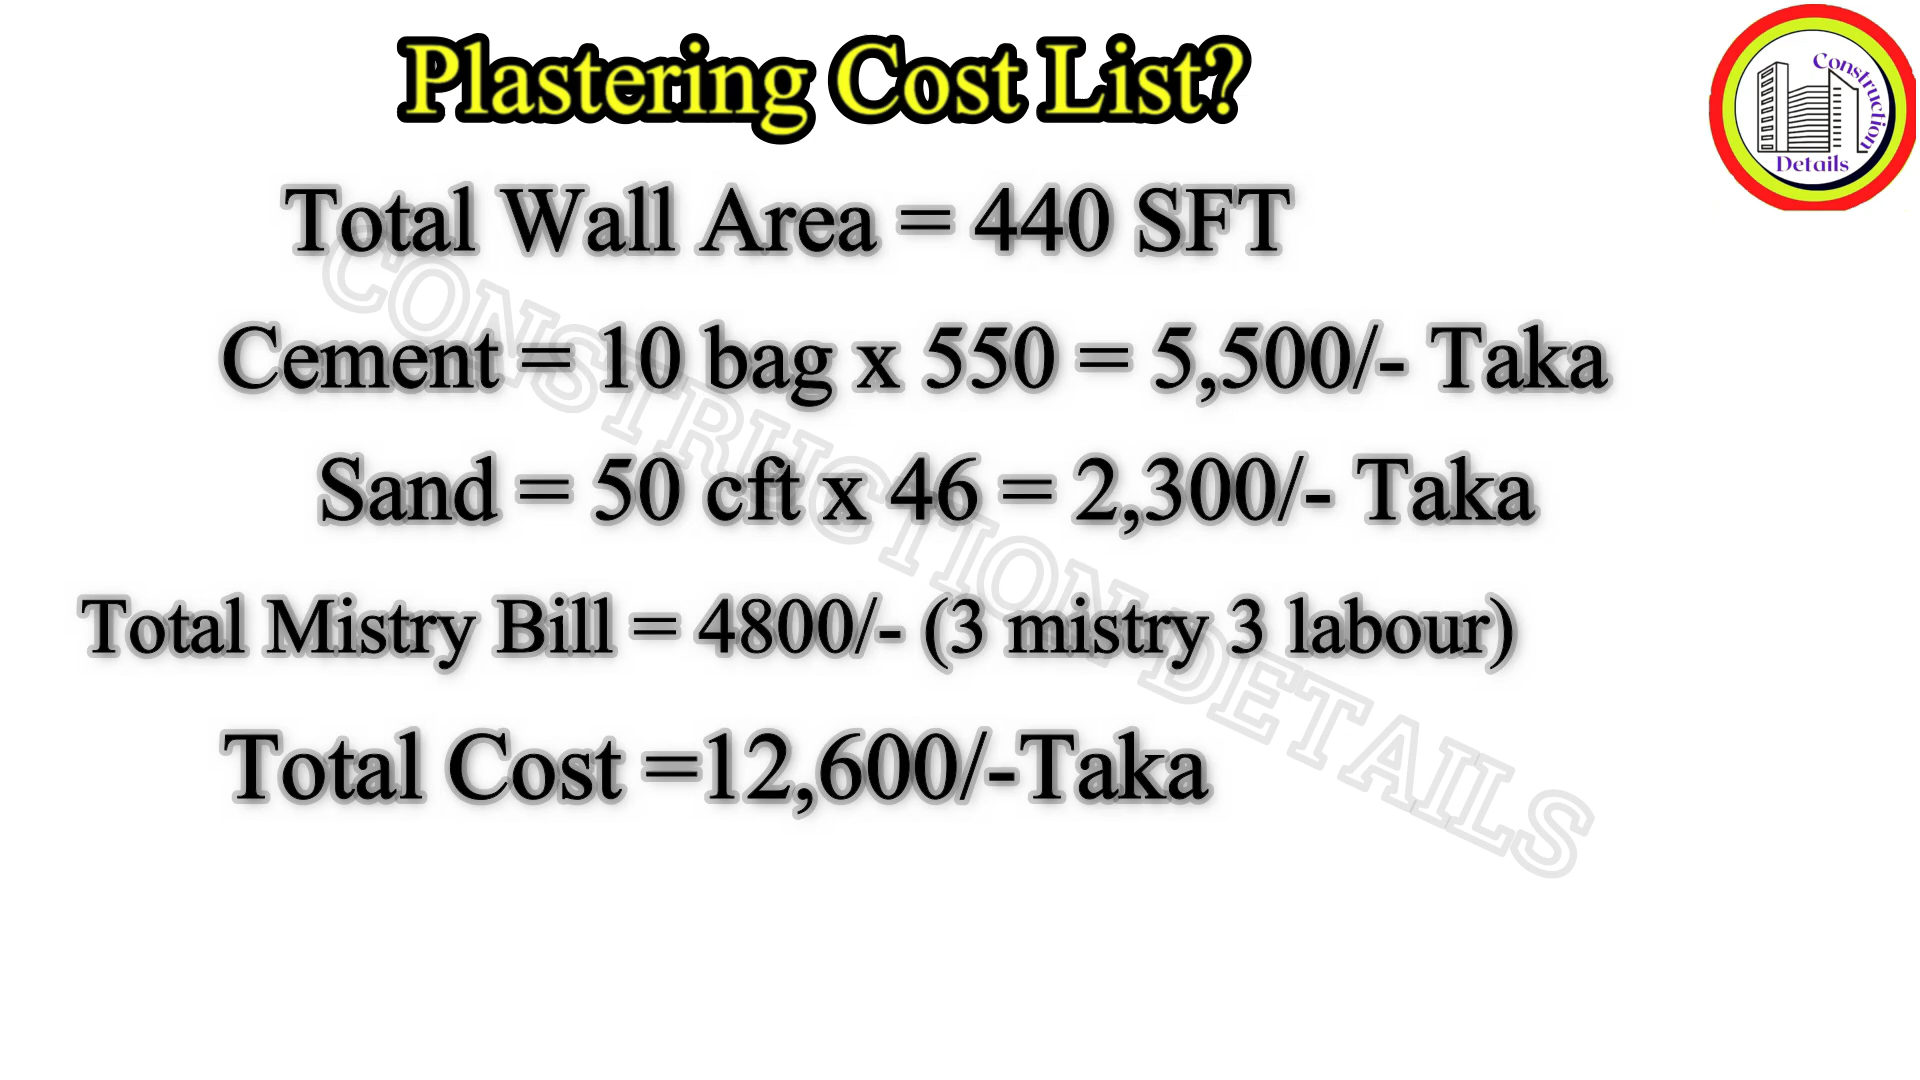 Plastering Cost List?
Construction
Details
Total Wall Area = 440 SFT
Cement = 10 bag x 550 = 5,500/- Taka
Sand = 50 cft x 46 = 2,300/- Taka
Total Mistry Bill = 4800/- (3 mistry 3 labour)
Total Cost =12,600/-Taka
CONSTRUCTION DETAILS